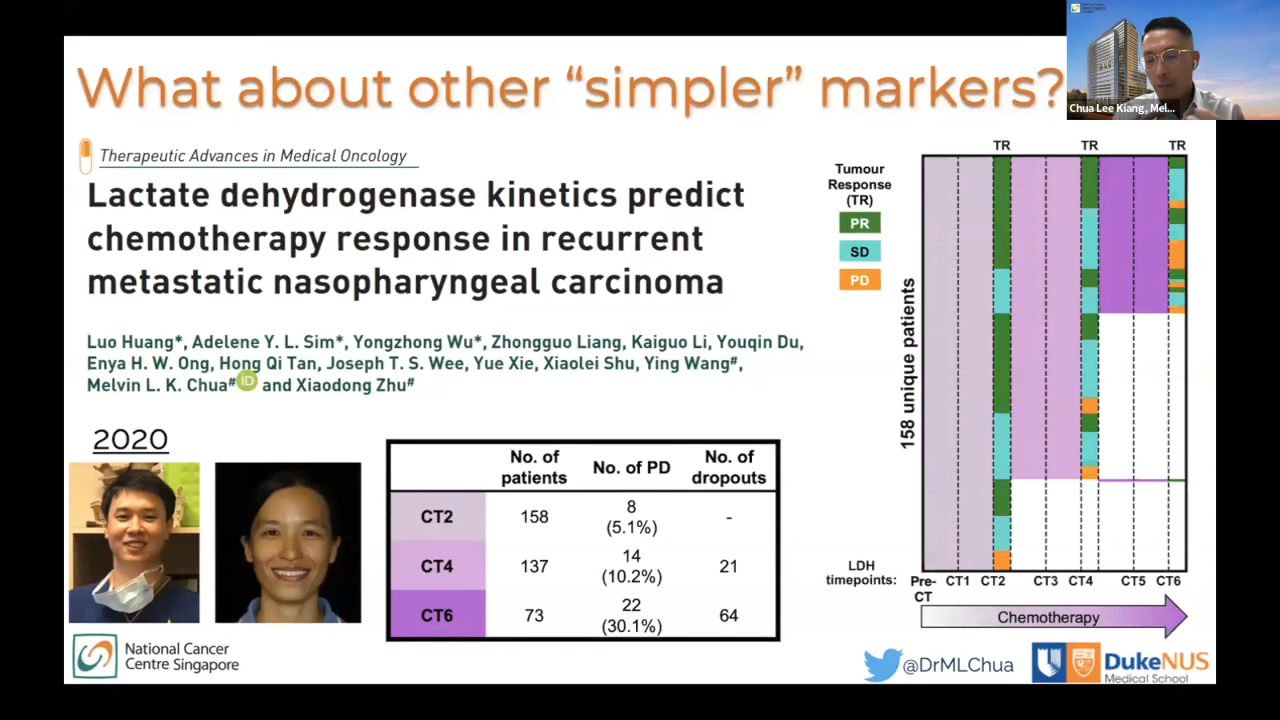 What about other “simpler” markers?
Chua Lee Kiang, Mel...
Therapeutic Advances in Medical Oncology
Lactate dehydrogenase kinetics predict
chemotherapy response in recurrent
metastatic nasopharyngeal carcinoma
Luo Huang*, Adelene Y. L. Sim*, Yongzhong Wu*, Zhongguo Liang, Kaiguo Li, Youqin Du,
Enya H. W. Ong, Hong Qi Tan, Joseph T. S. Wee, Yue Xie, Xiaolei Shu, Ying Wang#,
Melvin L. K. Chua# iD and Xiaodong Zhu#
2020
No. of patients No. of PD No. of dropouts
CT2 158 8 (5.1%) -
CT4 137 14 (10.2%) 21
CT6 73 22 (30.1%) 64
TR TR TR
Tumour
Response
(TR)
PR
SD
PD
158 unique patients
LDH
timepoints:
Pre-CT CT1 CT2 CT3 CT4 CT5 CT6
Chemotherapy
National Cancer
Centre Singapore
@DrMLChua
DukeNUS
Medical School